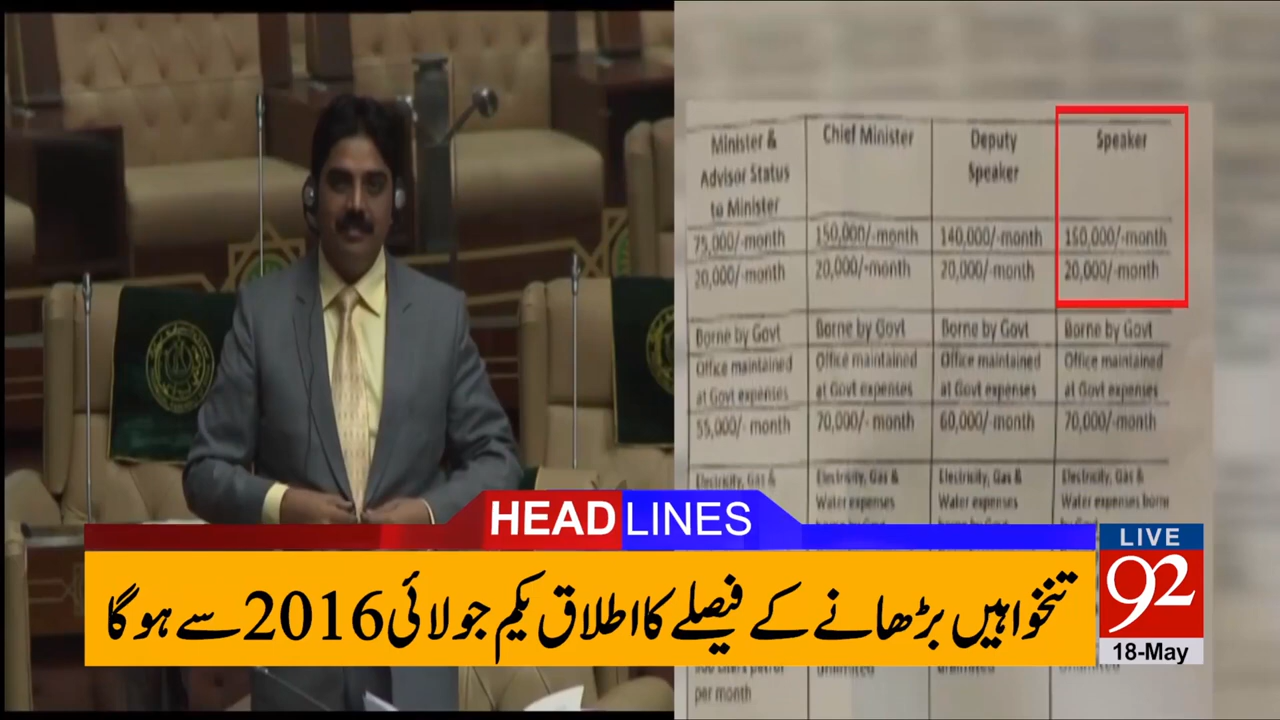 Minister &
Advisor Status
to Minister
Chief Minister
Deputy
Speaker
Speaker
75,000/-month
150,000/-month
140,000/-month
150,000/-month
20,000/-month
20,000/-month
20,000/-month
20,000/-month
Borne by Govt
Borne by Govt
Borne by Govt
Borne by Govt
Office maintained
at Govt expenses
Office maintained
at Govt expenses
Office maintained
at Govt expenses
Office maintained
at Govt expenses
55,000/- month
70,000/- month
60,000/-month
70,000/-month
Electricity, Gas &
Electricity, Gas &
Water expenses
Electricity, Gas &
Water expenses
Electricity, Gas &
Water expenses borne
HEADLINES
تنخواہیں بڑھانے کے فیصلے کا اطلاق یکم جولائی 2016 سے ہوگا
LIVE
92
18-May
per month